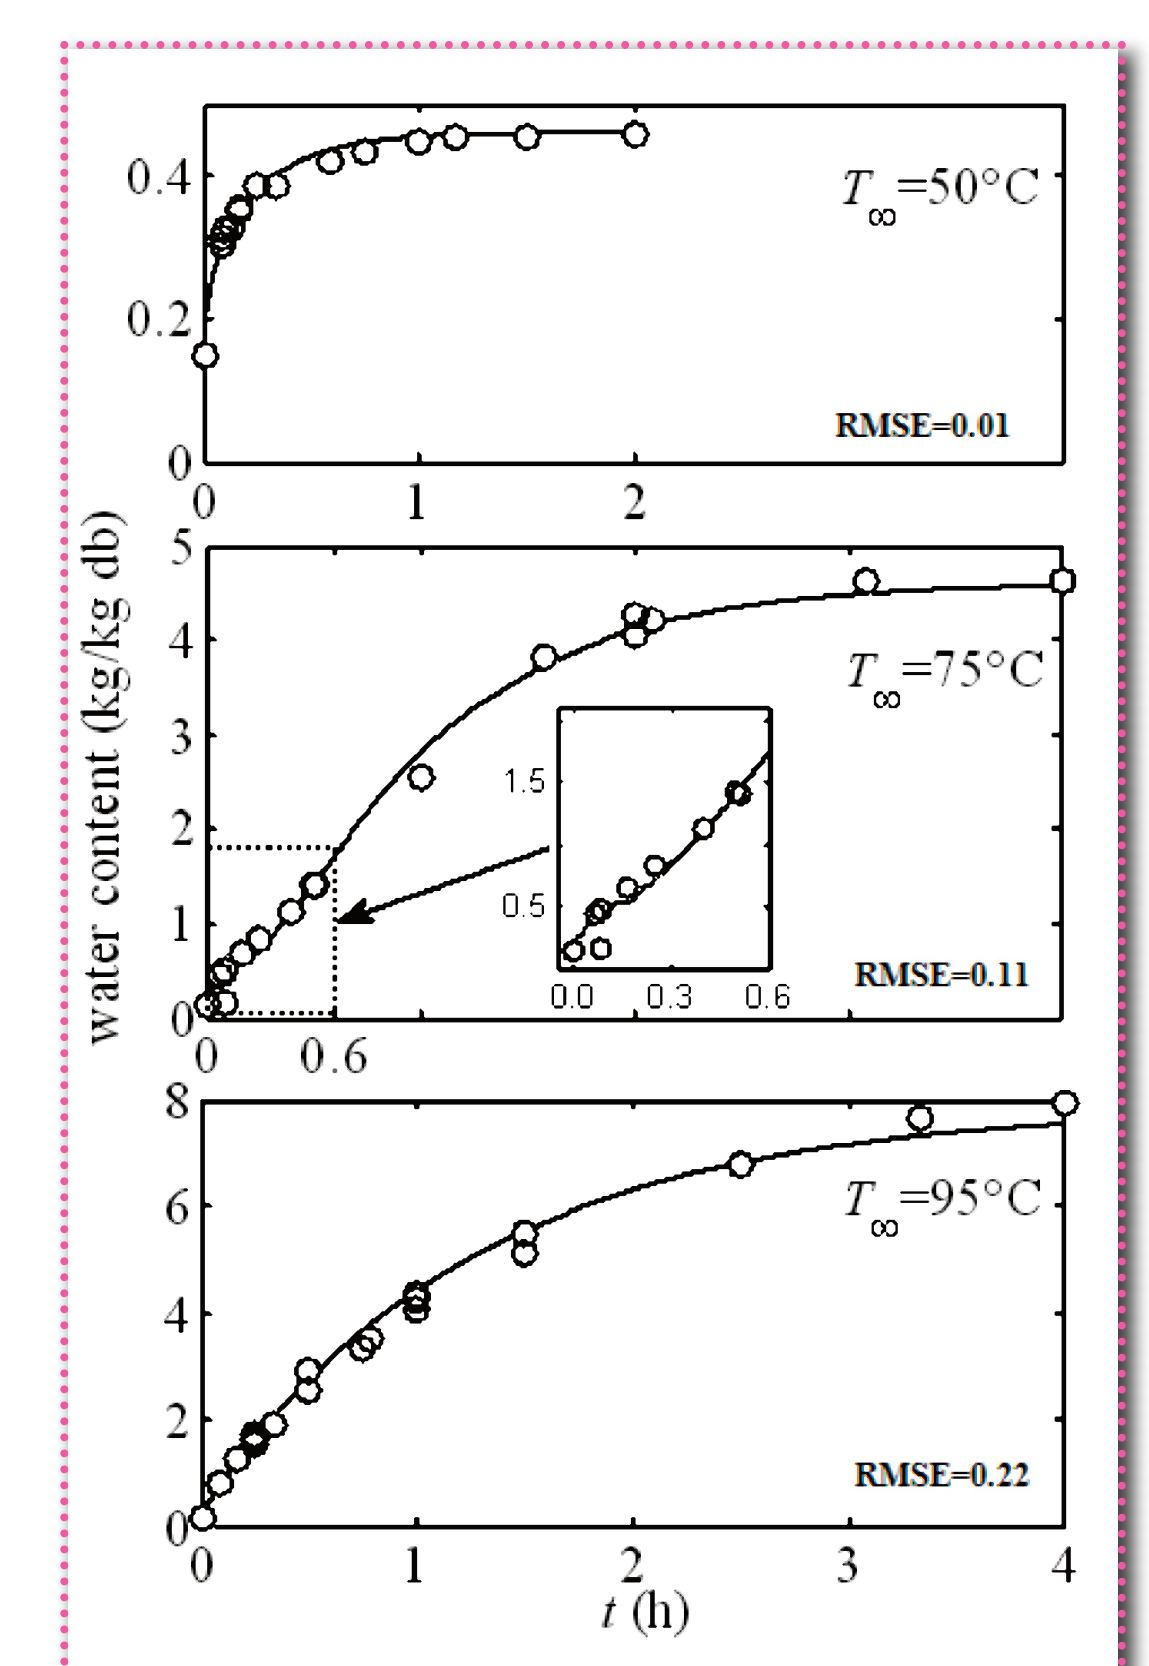 0.4
0.2
0
T∞=50°C
RMSE=0.01
0 1 2
water content (kg/kg db)
5
4
3
2
1
0
T∞=75°C
1.5
0.5
0.0 0.3 0.6
RMSE=0.11
0 0.6
8
6
4
2
0
T∞=95°C
RMSE=0.22
0 1 2 3 4
t (h)